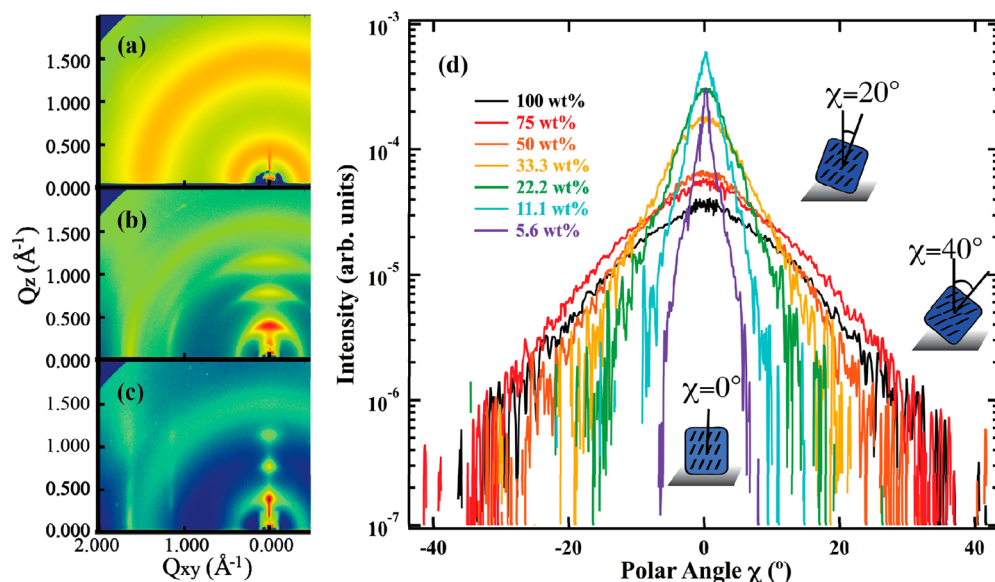 (a)
1.500
1.000
0.500
0.000
(b)
1.500
1.000
0.500
0.000
(c)
1.500
1.000
0.500
0.000
2.000 1.000 0.000
Qz (Å-1)
Qxy (Å-1)
(d)
10-3
10-4
10-5
10-6
10-7
Intensity (arb. units)
100 wt%
75 wt%
50 wt%
33.3 wt%
22.2 wt%
11.1 wt%
5.6 wt%
χ=20°
χ=40°
χ=0°
-40 -20 0 20 40
Polar Angle χ (º)